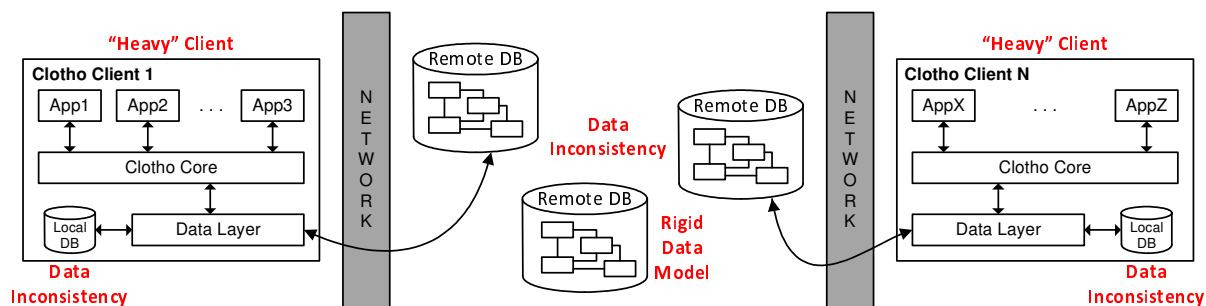 "Heavy" Client
Clotho Client 1
App1
App2
. . .
App3
Clotho Core
Local
DB
Data Layer
Data
Inconsistency
NETWORK
Remote DB
Data
Inconsistency
Remote DB
Rigid
Data
Model
Remote DB
NETWORK
"Heavy" Client
Clotho Client N
AppX
. . .
AppZ
Clotho Core
Data Layer
Local
DB
Data
Inconsistency